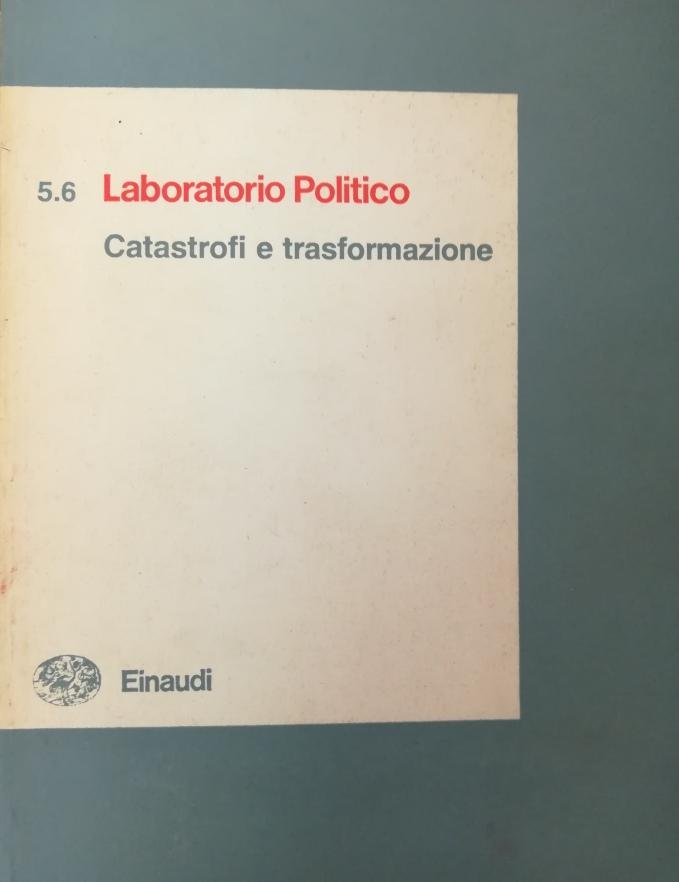 5.6 Laboratorio Politico
Catastrofi e trasformazione
Einaudi